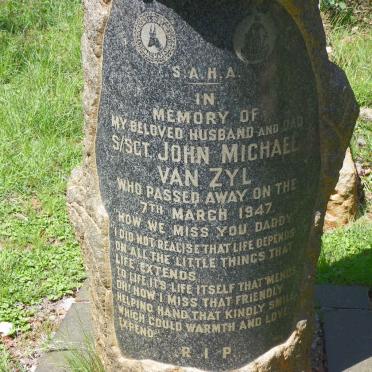 S.A.H.A.
IN
MEMORY OF
MY BELOVED HUSBAND AND DAD
S/SGT. JOHN MICHAEL
VAN ZYL
WHO PASSED AWAY ON THE
7TH MARCH 1947.
HOW WE MISS YOU DADDY
I DID NOT REALISE THAT LIFE DEPENDS
ON ALL THE LITTLE THINGS THAT
LIFE EXTENDS.
TO LIFE IT'S LIFE ITSELF THAT MENDS
OH! HOW I MISS THAT FRIENDLY
HELPING HAND THAT KINDLY SMILE
WHICH COULD WARMTH AND LOVE
EXPEND.
R I P